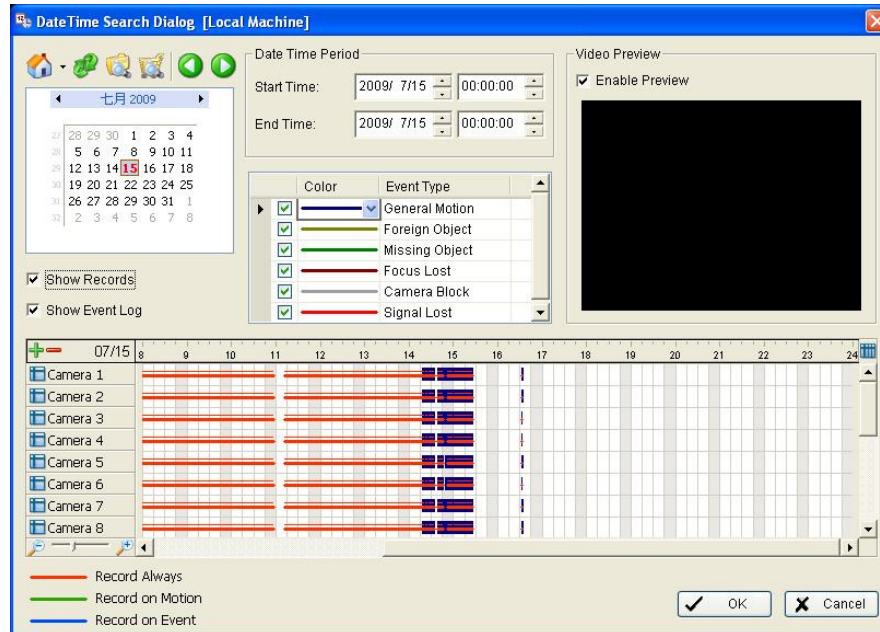 DateTime Search Dialog [Local Machine]
七月 2009
27 28 29 30 1 2 3 4
28 5 6 7 8 9 10 11
29 12 13 14 15 16 17 18
30 19 20 21 22 23 24 25
31 26 27 28 29 30 31 1
32 2 3 4 5 6 7 8
Show Records
Show Event Log
Date Time Period
Start Time: 2009/ 7/15 00:00:00
End Time: 2009/ 7/15 00:00:00
Color Event Type
General Motion
Foreign Object
Missing Object
Focus Lost
Camera Block
Signal Lost
Video Preview
Enable Preview
07/15 8 9 10 11 12 13 14 15 16 17 18 19 20 21 22 23 24
Camera 1
Camera 2
Camera 3
Camera 4
Camera 5
Camera 6
Camera 7
Camera 8
Record Always
Record on Motion
Record on Event
OK
Cancel